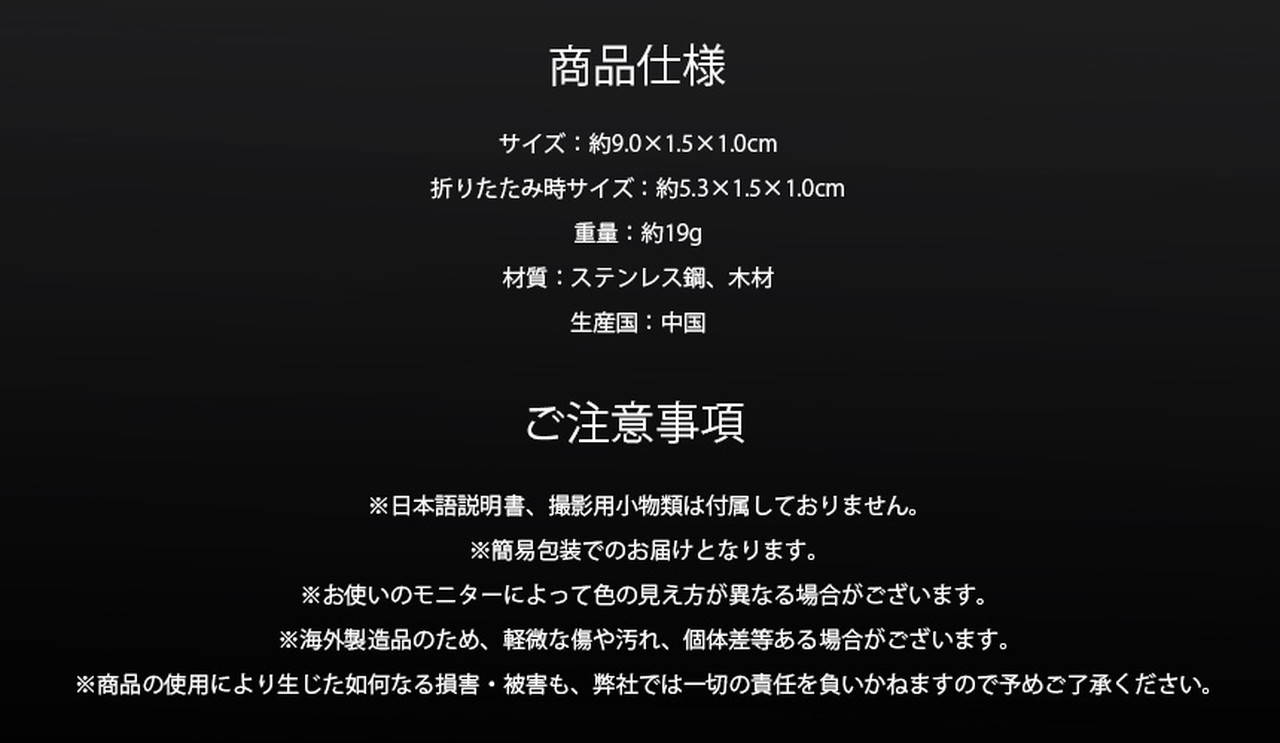 商品仕様
サイズ：約9.0×1.5×1.0cm
折りたたみ時サイズ：約5.3×1.5×1.0cm
重量：約19g
材質：ステンレス鋼、木材
生産国：中国
ご注意事項
※日本語説明書、撮影用小物類は付属しておりません。
※簡易包装でのお届けとなります。
※お使いのモニターによって色の見え方が異なる場合がございます。
※海外製造品のため、軽微な傷や汚れ、個体差等ある場合がございます。
※商品の使用により生じた如何なる損害・被害も、弊社では一切の責任を負いかねますので予めご了承ください。